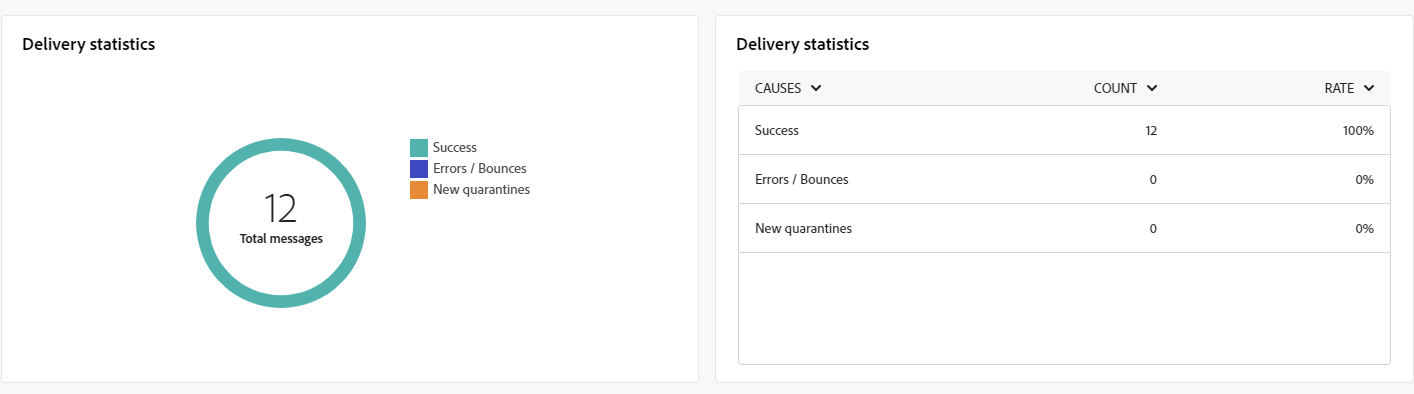 Delivery statistics
12
Total messages
Success
Errors / Bounces
New quarantines
Delivery statistics
CAUSES COUNT RATE
Success 12 100%
Errors / Bounces 0 0%
New quarantines 0 0%